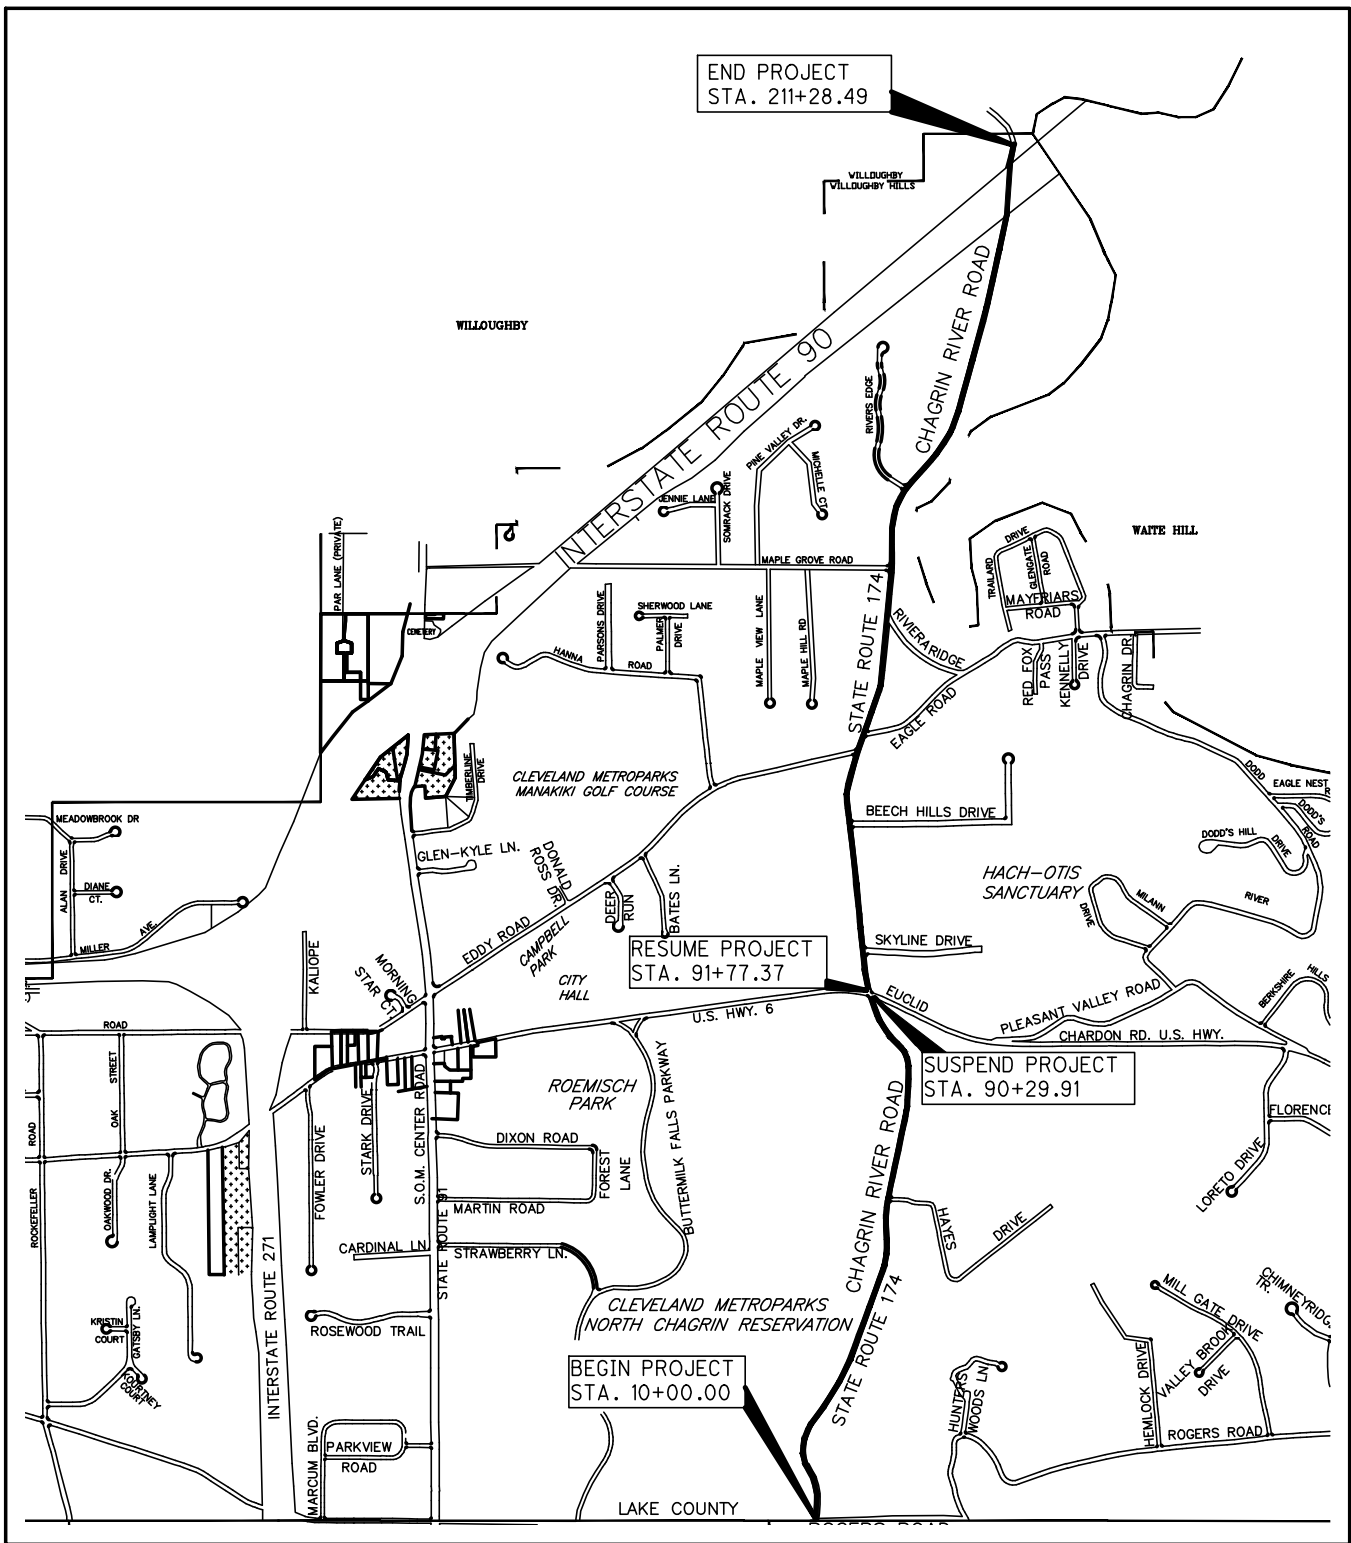 END PROJECT
STA. 211+28.49
WILLOUGHBY
WILLOUGHBY HILLS
WILLOUGHBY
CHAGRIN RIVER ROAD
INTERSTATE ROUTE 90
RIVERS EDGE
PINE VALLEY DR.
MICHELLE CT.
JENNIE LANE
SOMRACK DRIVE
PAR LANE (PRIVATE)
MAPLE GROVE ROAD
WAITE HILL
TRAILARD
DRIVE
GLENGATE
ROAD
MAYFRIARS
ROAD
CEMETERY
PARSONS DRIVE
SHERWOOD LANE
PALMER
DRIVE
HANNA
ROAD
MAPLE VIEW LANE
MAPLE HILL RD
STATE ROUTE 174
RIVIERA RIDGE
EAGLE ROAD
RED FOX
PASS
KENNELLY
DRIVE
CHAGRIN DR.
TIMBERLINE
DRIVE
CLEVELAND METROPARKS
MANAKIKI GOLF COURSE
DODD
EAGLE NEST
DODD'S
ROAD
BEECH HILLS DRIVE
DODD'S HILL
DRIVE
MEADOWBROOK DR
ALAN DRIVE
DIANE
CT.
MILLER
AVE.
GLEN-KYLE LN.
DONALD
ROSS DR.
DEER
RUN
BATES LN.
HACH-OTIS
SANCTUARY
MILANN
DRIVE
RIVER
EDDY ROAD
CAMPBELL
PARK
RESUME PROJECT
STA. 91+77.37
SKYLINE DRIVE
KALIOPE
MORNING
STAR CT.
CITY
HALL
U.S. HWY. 6
EUCLID
PLEASANT VALLEY ROAD
BERKSHIRE
HILLS
CHARDON RD. U.S. HWY.
ROAD
SUSPEND PROJECT
STA. 90+29.91
OAK
STREET
ROEMISCH
PARK
BUTTERMILK FALLS PARKWAY
STARK DRIVE
S.O.M. CENTER ROAD
FLORENCE
ROAD
ROCKEFELLER
OAKWOOD DR.
LAMPLIGHT LANE
FOWLER DRIVE
DIXON ROAD
FOREST
LANE
LORETO DRIVE
MARTIN ROAD
CHAGRIN RIVER ROAD
HAYES
DRIVE
CARDINAL LN.
STRAWBERRY LN.
STATE ROUTE 91
INTERSTATE ROUTE 271
CLEVELAND METROPARKS
NORTH CHAGRIN RESERVATION
STATE ROUTE 174
CHIMNEYRIDG
TR.
MILL GATE DRIVE
VALLEY BROOK
DRIVE
HEMLOCK DRIVE
KRISTIN
COURT
GATSBY LN.
ROSEWOOD TRAIL
KOURTNEY
COURT
BEGIN PROJECT
STA. 10+00.00
HUNTERS
WOODS LN.
ROGERS ROAD
MARCUM BLVD.
PARKVIEW
ROAD
LAKE COUNTY
ROGERS ROAD